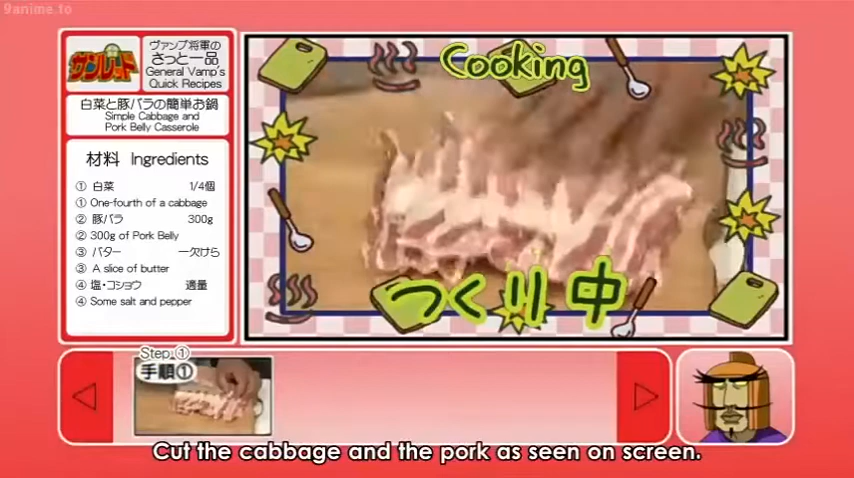 9anime.to
サンレッド
ヴァンプ将軍の
さっと一品
General Vamp's
Quick Recipes
白菜と豚バラの簡単お鍋
Simple Cabbage and
Pork Belly Casserole
材料 Ingredients
① 白菜 1/4個
① One-fourth of a cabbage
② 豚バラ 300g
② 300g of Pork Belly
③ バター 一欠けら
③ A slice of butter
④ 塩・コショウ 適量
④ Some salt and pepper
Cooking
つくり中
Step ①
手順①
Cut the cabbage and the pork as seen on screen.